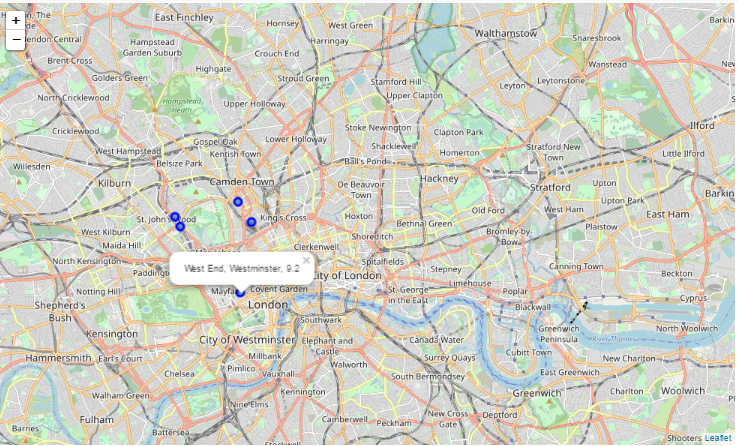 +
−
East Finchley
Hampstead
Garden Suburb
Hornsey
West Green
Harringay
Walthamstow
Snaresbrook
Wanstead
Brent Cross
Golders Green
Highgate
Crouch End
Stroud Green
Stamford Hill
Upper Clapton
Leyton
Leytonstone
North Cricklewood
Hampstead
Heath
Upper Holloway
Cricklewood
Gospel Oak
Kentish Town
Lower Holloway
Stoke Newington
Shacklewell
Clapton Park
Homerton
Stratford New
Town
Ilford
Little Ilford
West Hampstead
Belsize Park
Ball's Pond
Willesden
Kilburn
Camden Town
De Beauvoir
Town
Hackney
Stratford
Upton
Upton Park
West Kilburn
Maida Hill
King's Cross
Hoxton
Shoreditch
Bethnal Green
Old Ford
Bromley-by-
Bow
West Ham
Plaistow
East Ham
Clerkenwell
North Kensington
Spitalfields
City of London
Stepney
Canning Town
Beckton
West End, Westminster, 9.2
×
Notting Hill
Covent Garden
London
St. George
in the East
Limehouse
Poplar
Blackwall
Cyprus
Shepherd's
Bush
Kensington
City of Westminster
Southwark
Elephant and
Castle
Canada Water
Greenwich
Peninsula
River Thames
North Woolwich
Hammersmith
Earl's Court
Millbank
Pimlico
Walworth
Surrey Quays
Cubitt Town
New Charlton
Chelsea
Vauxhall
South Bermondsey
East Greenwich
Walham Green
Kennington
Greenwich
Charlton
Woolwich
Fulham
Nine Elms
Camberwell
Peckham
New Cross
Gate
Deptford
Barnes
Battersea
Shooters
Leaflet